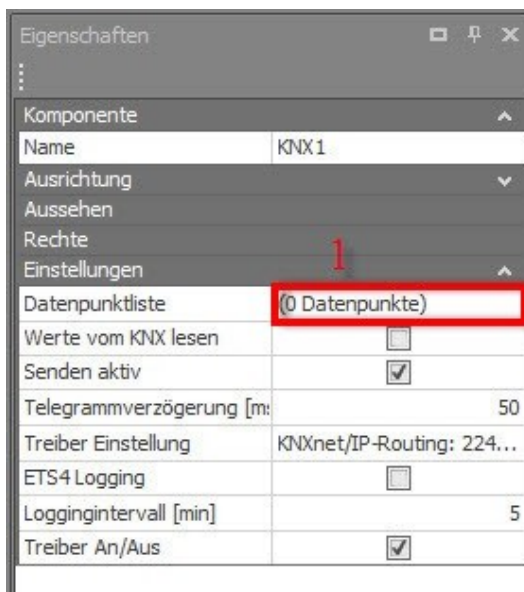 Eigenschaften
Komponente
Name KNX1
Ausrichtung
Aussehen
Rechte
1
Einstellungen
Datenpunktliste (0 Datenpunkte)
Werte vom KNX lesen
Senden aktiv
Telegrammverzögerung [m: 50
Treiber Einstellung KNXnet/IP-Routing: 224...
ETS4 Logging
Loggingintervall [min] 5
Treiber An/Aus